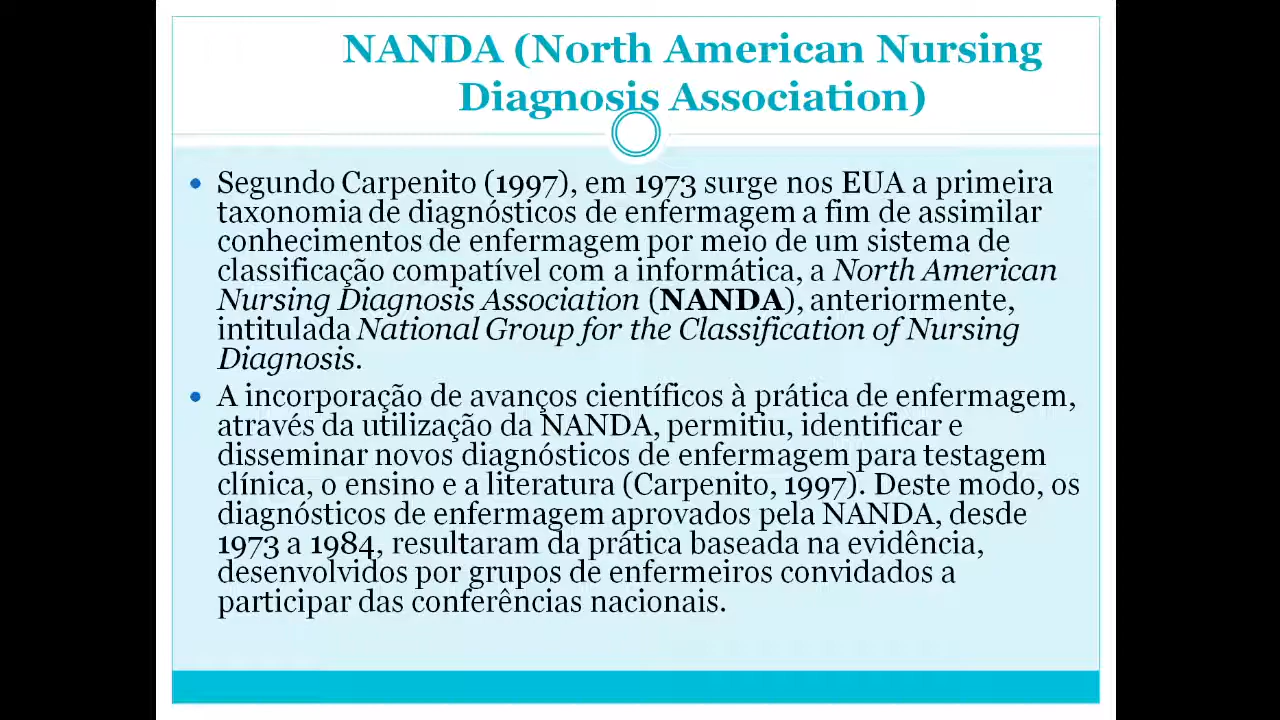 NANDA (North American Nursing
Diagnosis Association)
• Segundo Carpenito (1997), em 1973 surge nos EUA a primeira
taxonomia de diagnósticos de enfermagem a fim de assimilar
conhecimentos de enfermagem por meio de um sistema de
classificação compatível com a informática, a North American
Nursing Diagnosis Association (NANDA), anteriormente,
intitulada National Group for the Classification of Nursing
Diagnosis.
• A incorporação de avanços científicos à prática de enfermagem,
através da utilização da NANDA, permitiu, identificar e
disseminar novos diagnósticos de enfermagem para testagem
clínica, o ensino e a literatura (Carpenito, 1997). Deste modo, os
diagnósticos de enfermagem aprovados pela NANDA, desde
1973 a 1984, resultaram da prática baseada na evidência,
desenvolvidos por grupos de enfermeiros convidados a
participar das conferências nacionais.